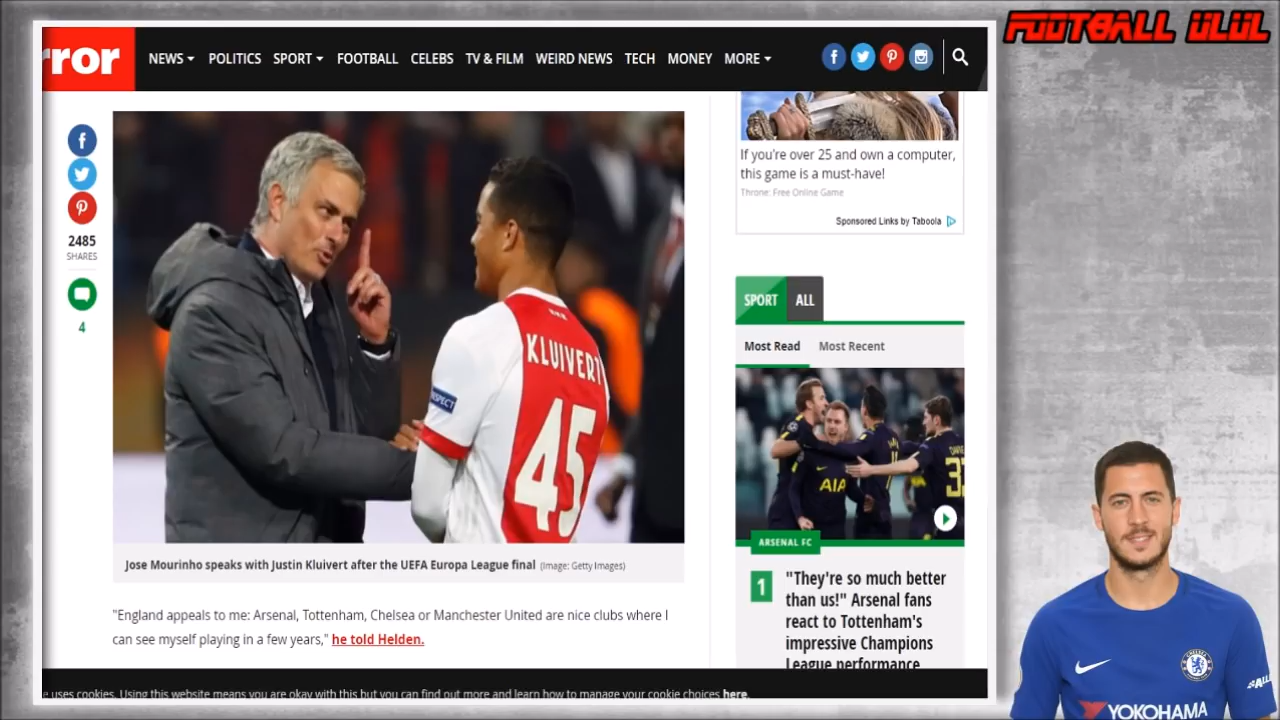 FOOTBALL ULUL
rror
NEWS POLITICS SPORT FOOTBALL CELEBS TV & FILM WEIRD NEWS TECH MONEY MORE
2485
SHARES
4
KLUIVERT
45
RESPECT
Jose Mourinho speaks with Justin Kluivert after the UEFA Europa League final (Image: Getty Images)
"England appeals to me: Arsenal, Tottenham, Chelsea or Manchester United are nice clubs where I
can see myself playing in a few years," he told Helden.
If you're over 25 and own a computer,
this game is a must-have!
Throne: Free Online Game
Sponsored Links by Taboola
SPORT ALL
Most Read Most Recent
AIA
33
ARSENAL FC
1
"They're so much better
than us!" Arsenal fans
react to Tottenham's
impressive Champions
League performance
e uses cookies. Using this website means you are okay with this but you can find out more and learn how to manage your cookie choices here.
YOKOHAMA